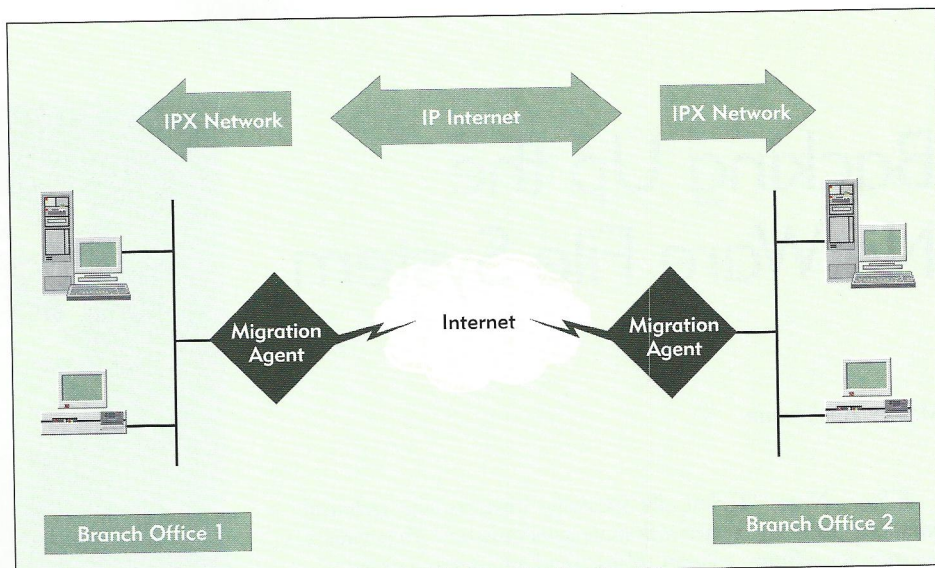 IPX Network
IP Internet
IPX Network
Migration
Agent
Internet
Migration
Agent
Branch Office 1
Branch Office 2